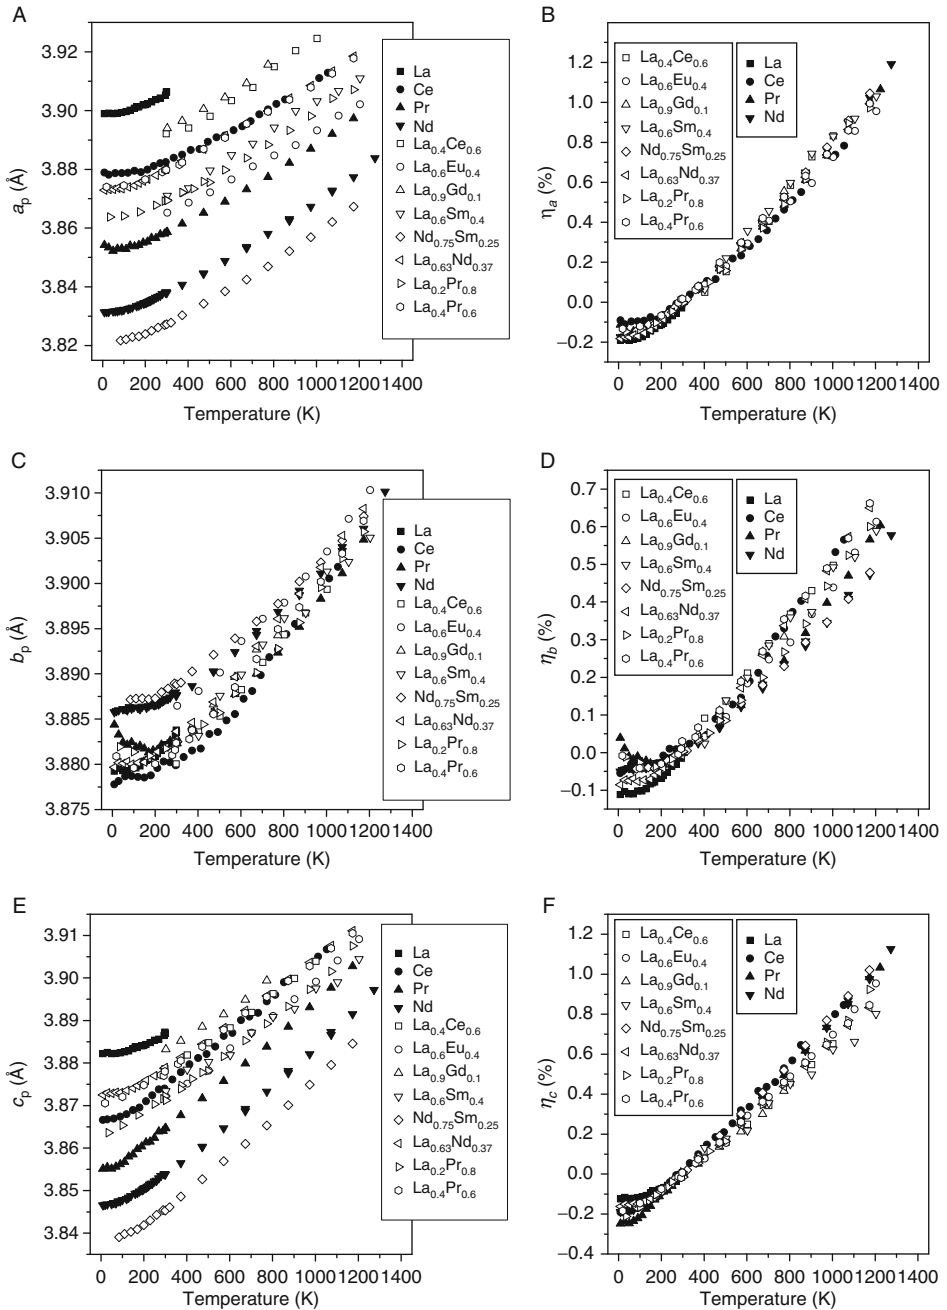 A
3.92
3.90
3.88
3.86
3.84
3.82
a_p (Å)
0 200 400 600 800 1000 1200 1400
Temperature (K)
La
Ce
Pr
Nd
La0.4Ce0.6
La0.6Eu0.4
La0.9Gd0.1
La0.6Sm0.4
Nd0.75Sm0.25
La0.63Nd0.37
La0.2Pr0.8
La0.4Pr0.6
B
1.2
1.0
0.8
0.6
0.4
0.2
0.0
−0.2
η_a (%)
0 200 400 600 800 1000 1200 1400
Temperature (K)
La0.4Ce0.6
La0.6Eu0.4
La0.9Gd0.1
La0.6Sm0.4
Nd0.75Sm0.25
La0.63Nd0.37
La0.2Pr0.8
La0.4Pr0.6
La
Ce
Pr
Nd
C
3.910
3.905
3.900
3.895
3.890
3.885
3.880
3.875
b_p (Å)
0 200 400 600 800 1000 1200 1400
Temperature (K)
La
Ce
Pr
Nd
La0.4Ce0.6
La0.6Eu0.4
La0.9Gd0.1
La0.6Sm0.4
Nd0.75Sm0.25
La0.63Nd0.37
La0.2Pr0.8
La0.4Pr0.6
D
0.7
0.6
0.5
0.4
0.3
0.2
0.1
0.0
−0.1
η_b (%)
0 200 400 600 800 1000 1200 1400
Temperature (K)
La0.4Ce0.6
La0.6Eu0.4
La0.9Gd0.1
La0.6Sm0.4
Nd0.75Sm0.25
La0.63Nd0.37
La0.2Pr0.8
La0.4Pr0.6
La
Ce
Pr
Nd
E
3.91
3.90
3.89
3.88
3.87
3.86
3.85
3.84
c_p (Å)
0 200 400 600 800 1000 1200 1400
Temperature (K)
La
Ce
Pr
Nd
La0.4Ce0.6
La0.6Eu0.4
La0.9Gd0.1
La0.6Sm0.4
Nd0.75Sm0.25
La0.63Nd0.37
La0.2Pr0.8
La0.4Pr0.6
F
1.2
1.0
0.8
0.6
0.4
0.2
0.0
−0.2
−0.4
η_c (%)
0 200 400 600 800 1000 1200 1400
Temperature (K)
La0.4Ce0.6
La0.6Eu0.4
La0.9Gd0.1
La0.6Sm0.4
Nd0.75Sm0.25
La0.63Nd0.37
La0.2Pr0.8
La0.4Pr0.6
La
Ce
Pr
Nd